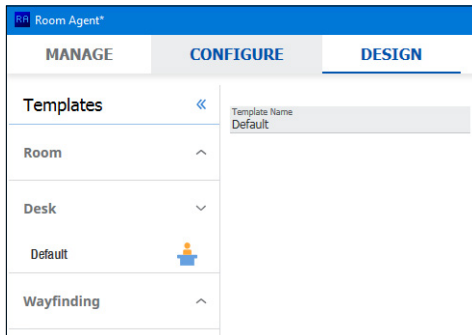 RA Room Agent*
MANAGE CONFIGURE DESIGN
Templates
Template Name
Default
Room
Desk
Default
Wayfinding